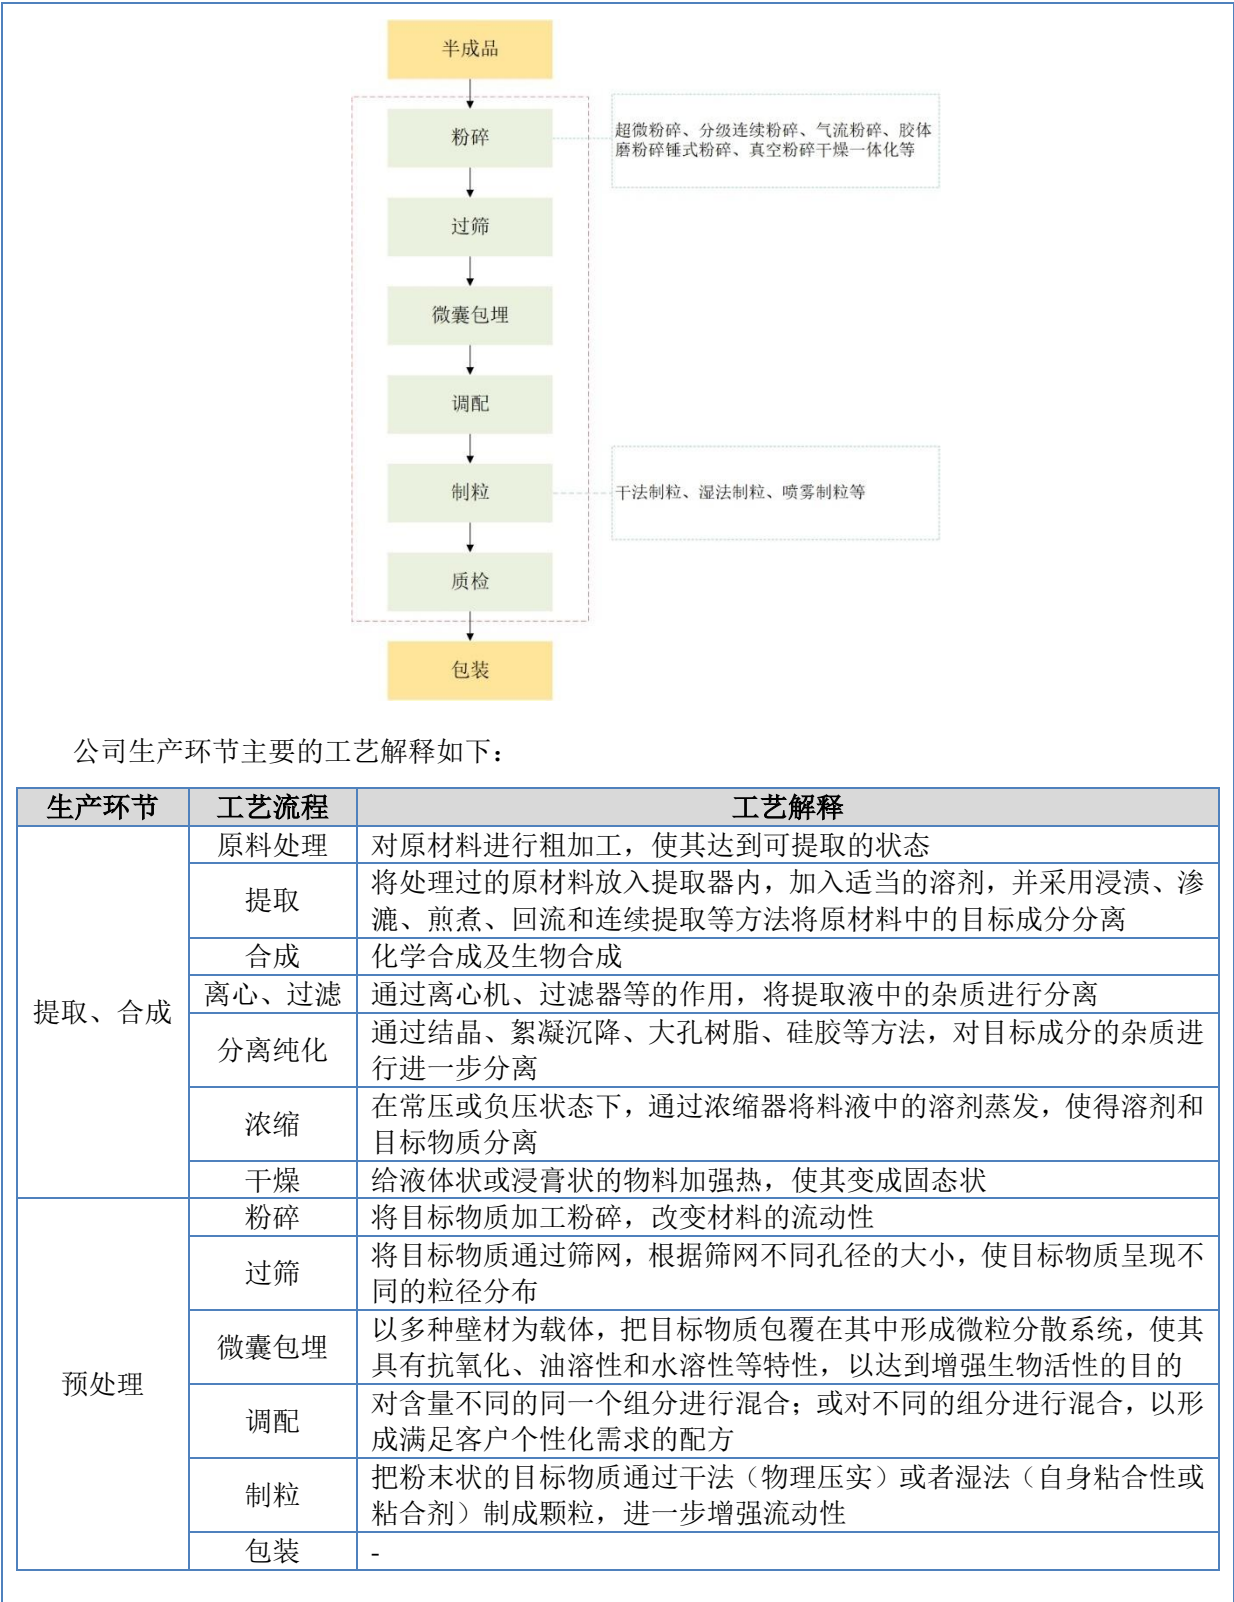 半成品
粉碎
超微粉碎、分级连续粉碎、气流粉碎、胶体
磨粉碎锤式粉碎、真空粉碎干燥一体化等
过筛
微囊包埋
调配
制粒
干法制粒、湿法制粒、喷雾制粒等
质检
包装
公司生产环节主要的工艺解释如下：
生产环节 工艺流程 工艺解释
提取、合成
原料处理 对原材料进行粗加工，使其达到可提取的状态
提取
将处理过的原材料放入提取器内，加入适当的溶剂，并采用浸渍、渗
漉、煎煮、回流和连续提取等方法将原材料中的目标成分分离
合成 化学合成及生物合成
离心、过滤 通过离心机、过滤器等的作用，将提取液中的杂质进行分离
分离纯化
通过结晶、絮凝沉降、大孔树脂、硅胶等方法，对目标成分的杂质进
行进一步分离
浓缩
在常压或负压状态下，通过浓缩器将料液中的溶剂蒸发，使得溶剂和
目标物质分离
干燥 给液体状或浸膏状的物料加强热，使其变成固态状
预处理
粉碎 将目标物质加工粉碎，改变材料的流动性
过筛
将目标物质通过筛网，根据筛网不同孔径的大小，使目标物质呈现不
同的粒径分布
微囊包埋
以多种壁材为载体，把目标物质包覆在其中形成微粒分散系统，使其
具有抗氧化、油溶性和水溶性等特性，以达到增强生物活性的目的
调配
对含量不同的同一个组分进行混合；或对不同的组分进行混合，以形
成满足客户个性化需求的配方
制粒
把粉末状的目标物质通过干法（物理压实）或者湿法（自身粘合性或
粘合剂）制成颗粒，进一步增强流动性
包装 -